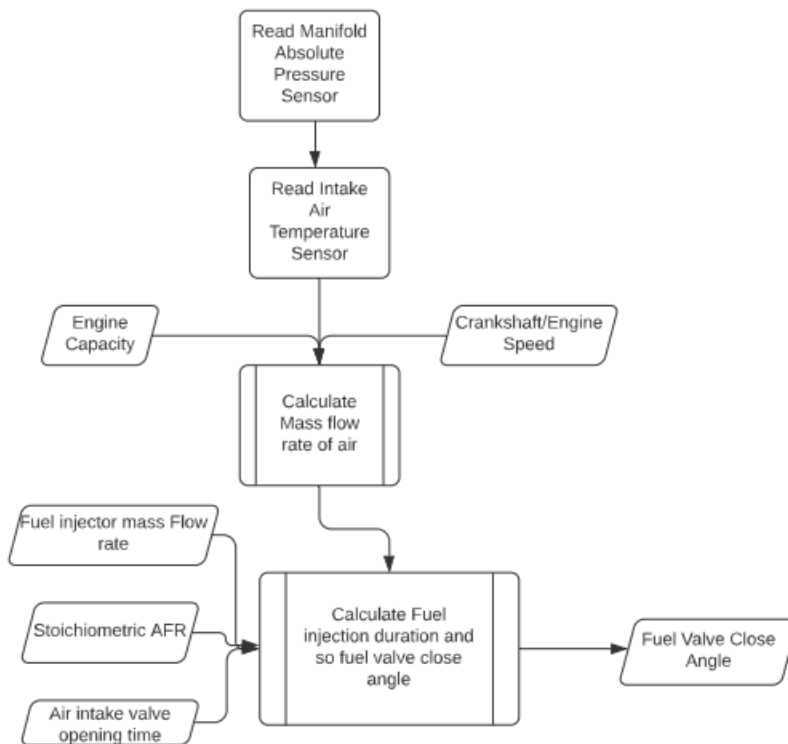 Read Manifold
Absolute
Pressure
Sensor
Read Intake
Air
Temperature
Sensor
Engine
Capacity
Crankshaft/Engine
Speed
Calculate
Mass flow
rate of air
Fuel injector mass Flow
rate
Stoichiometric AFR
Air intake valve
opening time
Calculate Fuel
injection duration and
so fuel valve close
angle
Fuel Valve Close
Angle